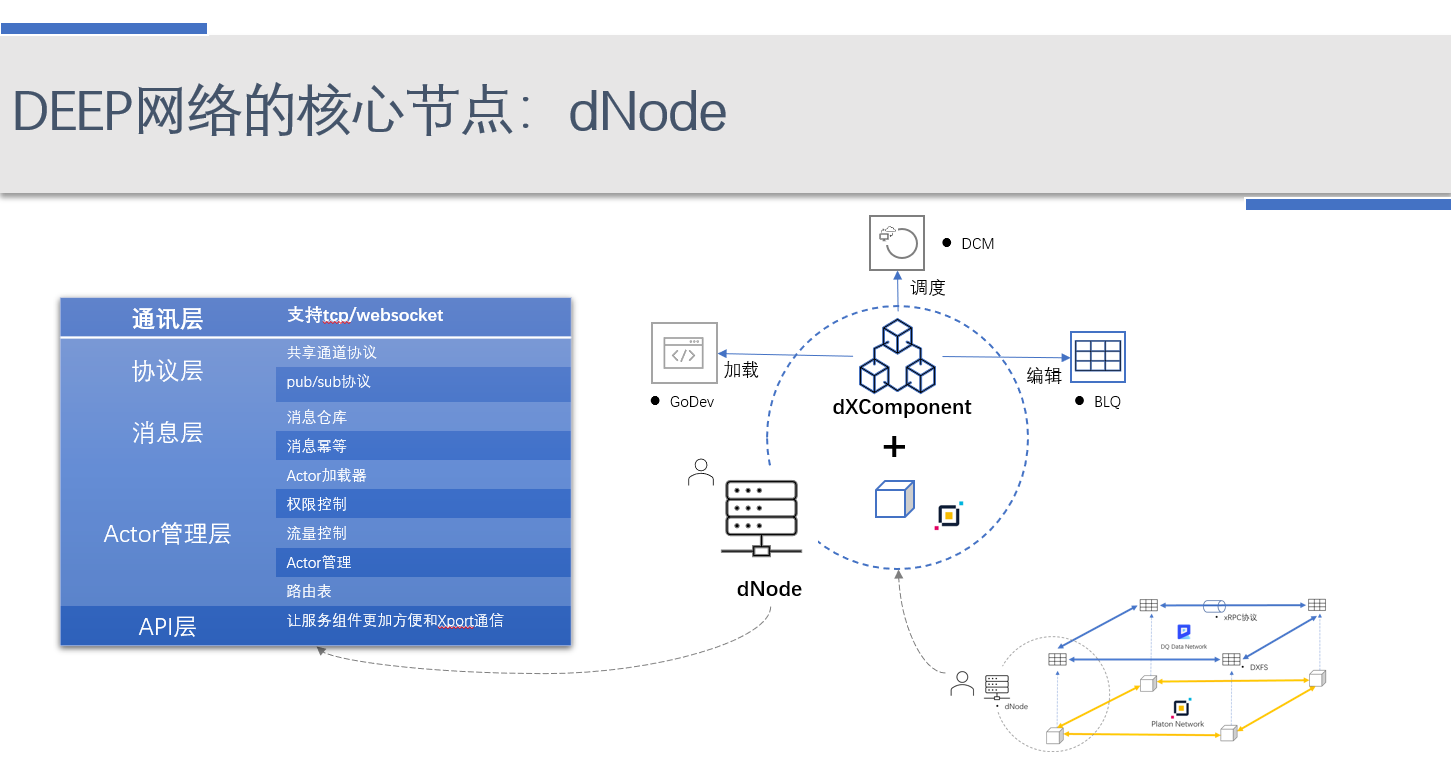 DEEP网络的核心节点：dNode
通讯层 支持tcp/websocket
协议层
共享通道协议
pub/sub协议
消息层
消息仓库
消息幂等
Actor管理层
Actor加载器
权限控制
流量控制
Actor管理
路由表
API层
让服务组件更加方便和Xport通信
DCM
调度
加载
GoDev
编辑
BLQ
dXComponent
+
dNode
xRPC协议
DQ Data Network
DXFS
dNode
Platon Network